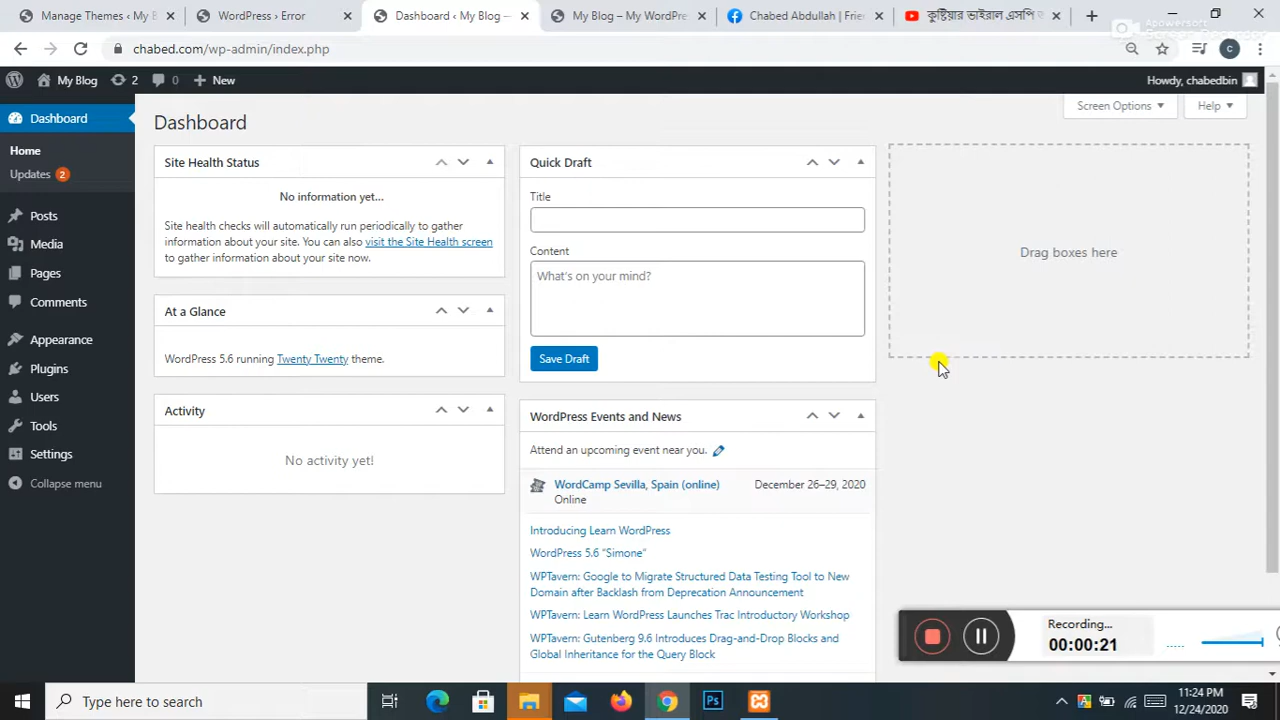 Manage Themes ‹ My B
WordPress › Error
Dashboard ‹ My Blog —
My Blog – My WordPre
Chabed Abdullah | Frie
কুষ্টিয়ার ভাইরাল এসপি
Apowersoft
Screen Recorder
chabed.com/wp-admin/index.php
C
My Blog
2
0
New
Howdy, chabedbin
Screen Options
Help
Dashboard
Home
Updates 2
Posts
Media
Pages
Comments
Appearance
Plugins
Users
Tools
Settings
Collapse menu
Dashboard
Site Health Status
No information yet...
Site health checks will automatically run periodically to gather
information about your site. You can also visit the Site Health screen
to gather information about your site now.
At a Glance
WordPress 5.6 running Twenty Twenty theme.
Activity
No activity yet!
Quick Draft
Title
Content
What's on your mind?
Save Draft
WordPress Events and News
Attend an upcoming event near you.
WordCamp Sevilla, Spain (online)
December 26–29, 2020
Online
Introducing Learn WordPress
WordPress 5.6 “Simone”
WPTavern: Google to Migrate Structured Data Testing Tool to New
Domain after Backlash from Deprecation Announcement
WPTavern: Learn WordPress Launches Trac Introductory Workshop
WPTavern: Gutenberg 9.6 Introduces Drag-and-Drop Blocks and
Global Inheritance for the Query Block
Drag boxes here
Recording...
00:00:21
Type here to search
Ps
11:24 PM
12/24/2020